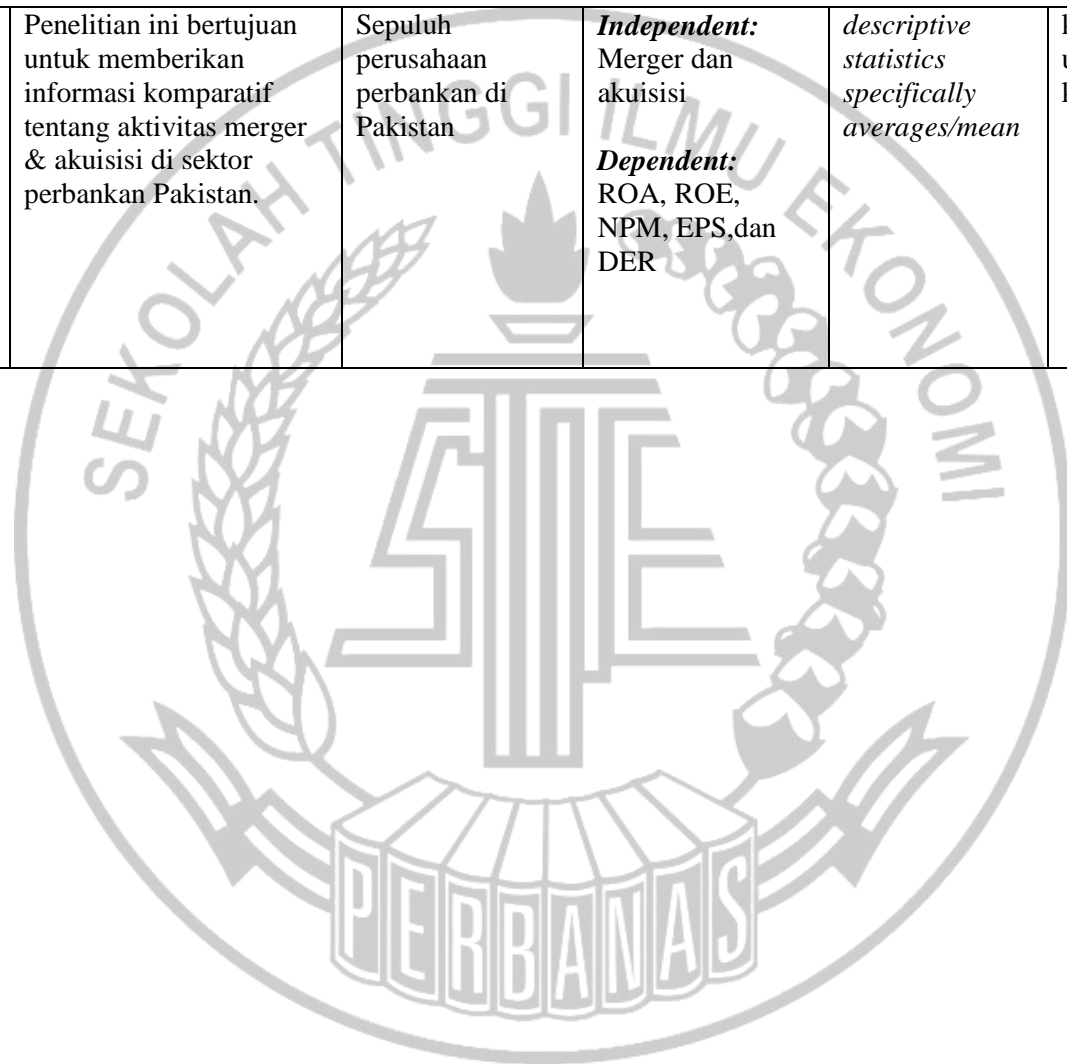 Penelitian ini bertujuan
untuk memberikan
informasi komparatif
tentang aktivitas merger
& akuisisi di sektor
perbankan Pakistan.
Sepuluh
perusahaan
perbankan di
Pakistan
Independent:
Merger dan
akuisisi
Dependent:
ROA, ROE,
NPM, EPS,dan
DER
descriptive
statistics
specifically
averages/mean
SEKOLAH TINGGI ILMU EKONOMI
STIE
PERBANAS